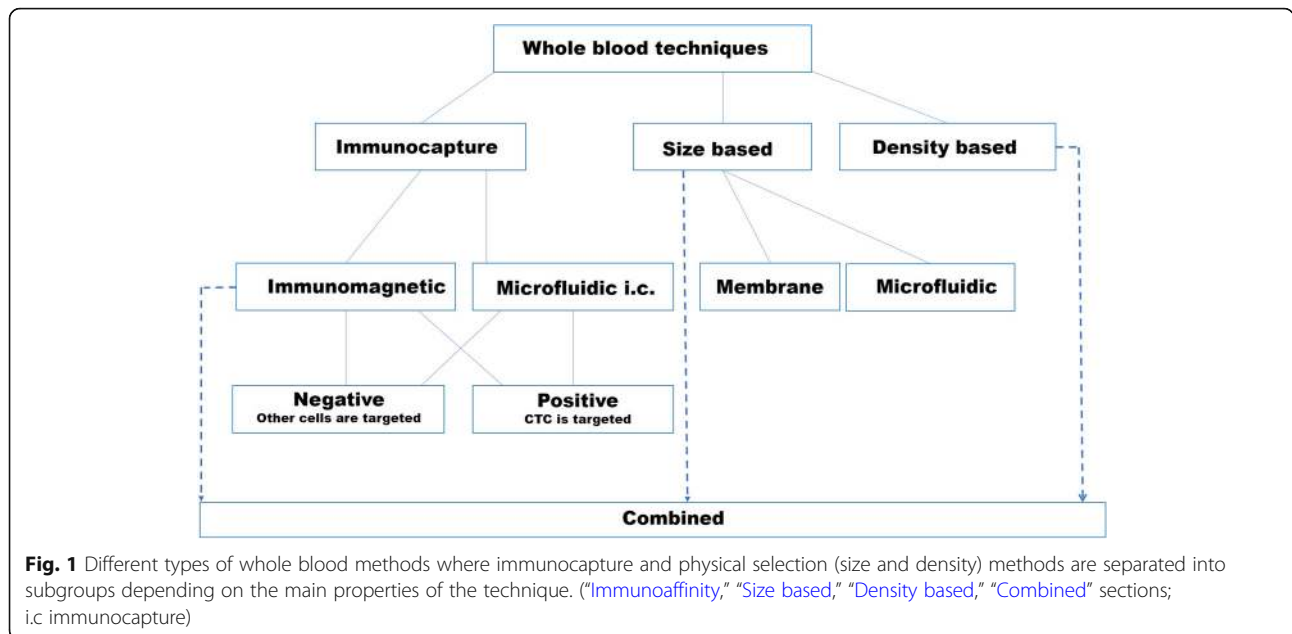 Whole blood techniques
Immunocapture
Size based
Density based
Immunomagnetic
Microfluidic i.c.
Membrane
Microfluidic
Negative
Other cells are targeted
Positive
CTC is targeted
Combined
Fig. 1 Different types of whole blood methods where immunocapture and physical selection (size and density) methods are separated into
subgroups depending on the main properties of the technique. (“Immunoaffinity,” “Size based,” “Density based,” “Combined” sections;
i.c immunocapture)